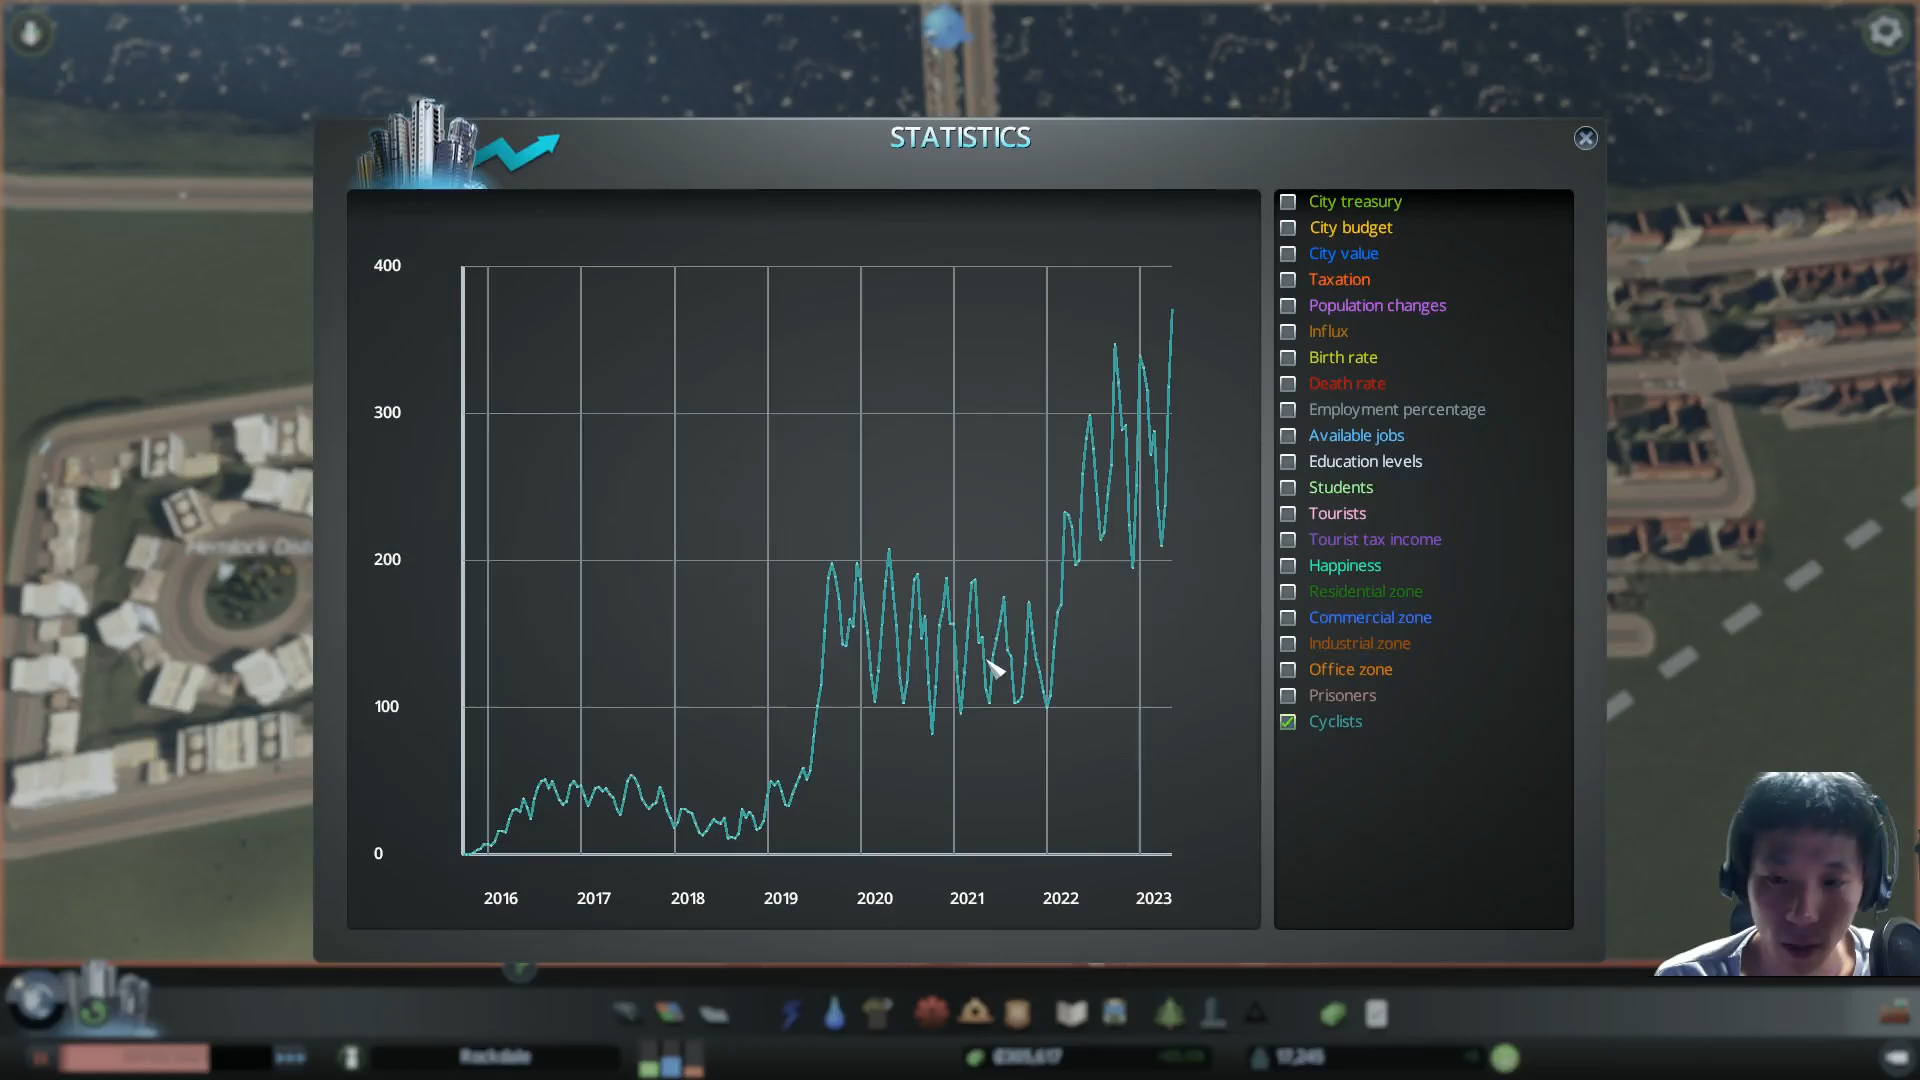 STATISTICS
400
300
200
100
0
2016 2017 2018 2019 2020 2021 2022 2023
City treasury
City budget
City value
Taxation
Population changes
Influx
Birth rate
Death rate
Employment percentage
Available jobs
Education levels
Students
Tourists
Tourist tax income
Happiness
Residential zone
Commercial zone
Industrial zone
Office zone
Prisoners
Cyclists
Rockdale
17,245